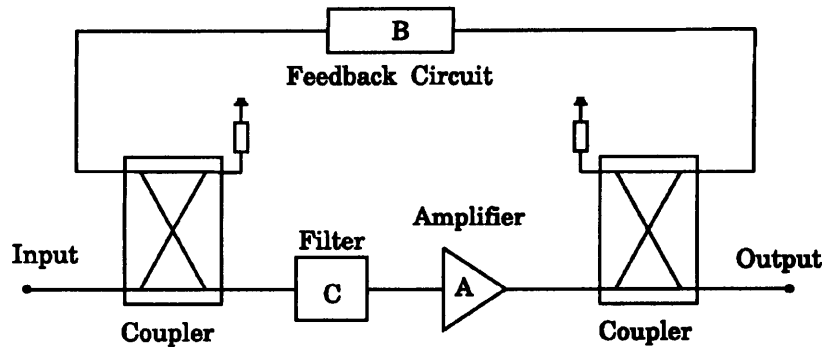 B
Feedback Circuit
Amplifier
Filter
Input
C
A
Output
Coupler
Coupler